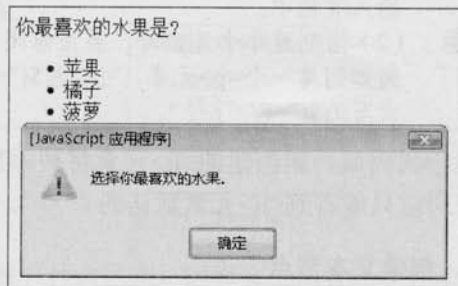 你最喜欢的水果是?
• 苹果
• 橘子
• 菠萝
[JavaScript 应用程序]
选择你最喜欢的水果.
确定